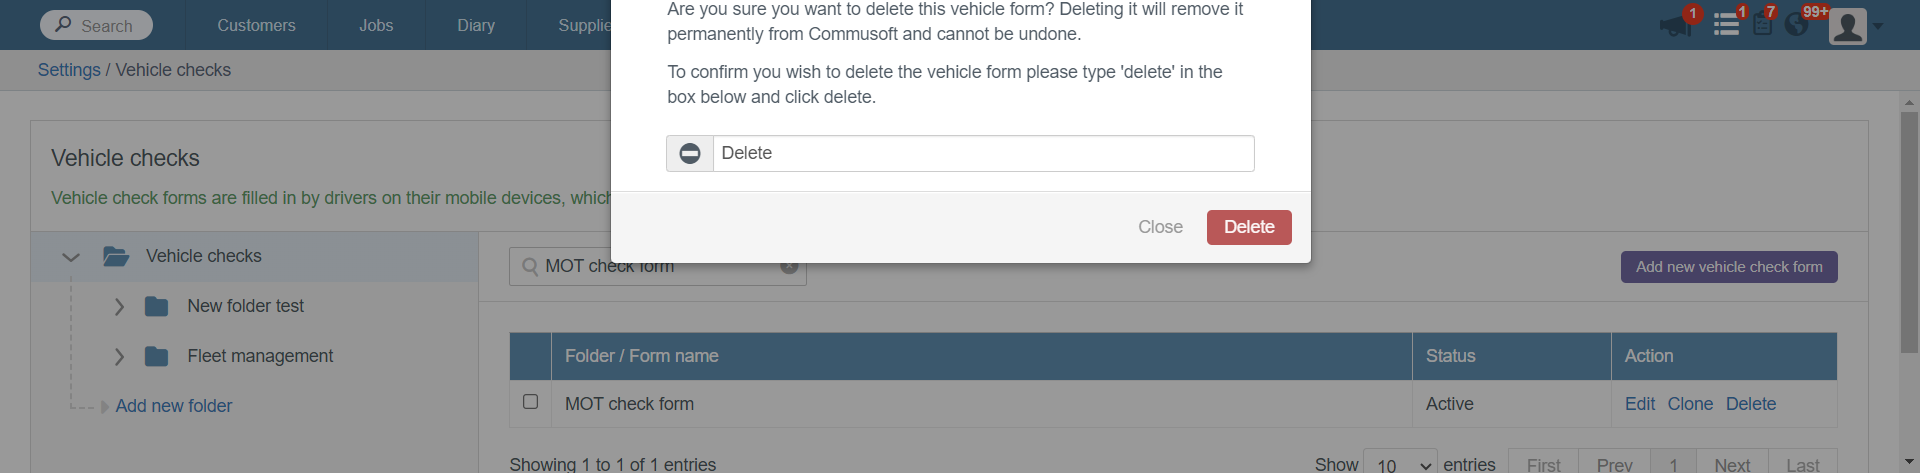 Search
Customers
Jobs
Diary
Supplie
1
1
7
99+
Settings / Vehicle checks
Are you sure you want to delete this vehicle form? Deleting it will remove it
permanently from Commusoft and cannot be undone.
To confirm you wish to delete the vehicle form please type 'delete' in the
box below and click delete.
Delete
Close
Delete
Vehicle checks
Vehicle check forms are filled in by drivers on their mobile devices, which
Vehicle checks
New folder test
Fleet management
Add new folder
MOT check form
Add new vehicle check form
Folder / Form name
Status
Action
MOT check form
Active
Edit Clone Delete
Showing 1 to 1 of 1 entries
Show 10 entries
First
Prev
1
Next
Last